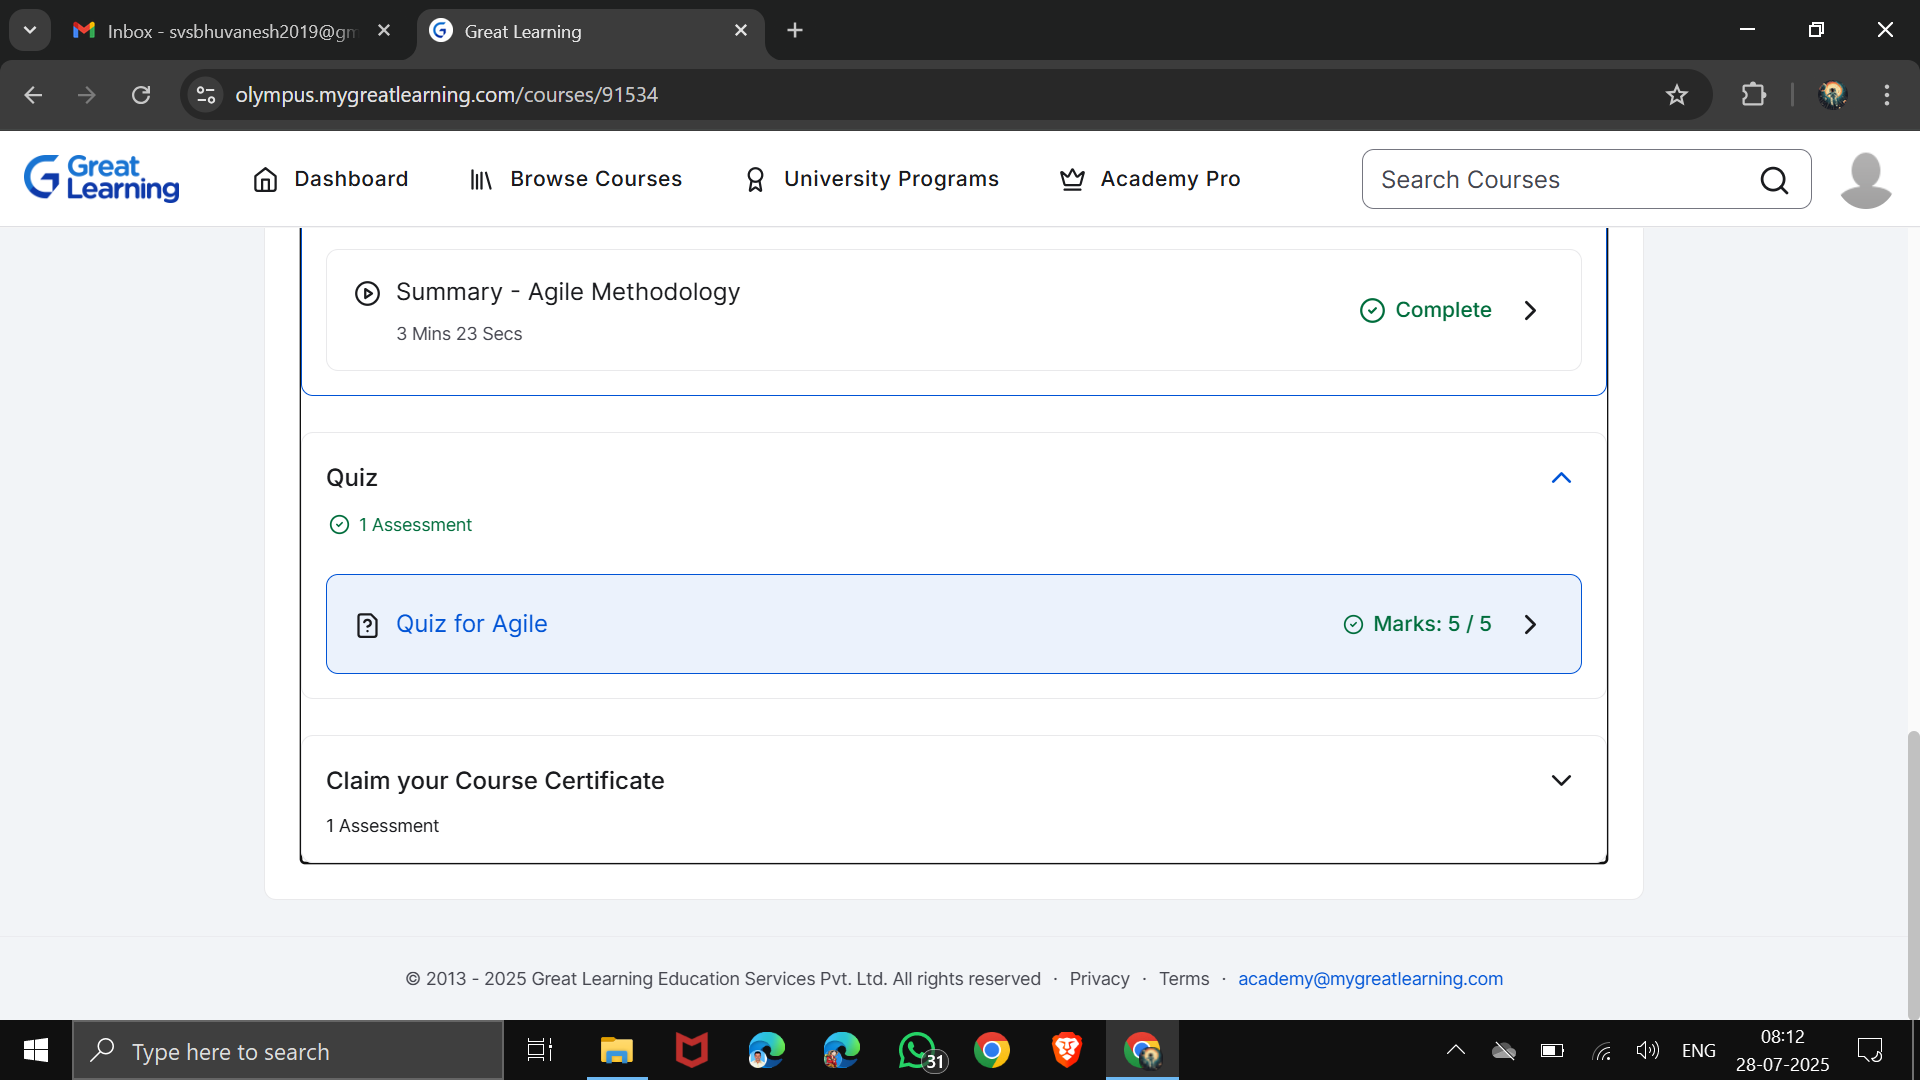 Inbox - svsbhuvanesh2019@gm
Great Learning
olympus.mygreatlearning.com/courses/91534
Great Learning
Dashboard
Browse Courses
University Programs
Academy Pro
Search Courses
Summary - Agile Methodology
3 Mins 23 Secs
Complete
Quiz
1 Assessment
Quiz for Agile
Marks: 5 / 5
Claim your Course Certificate
1 Assessment
© 2013 - 2025 Great Learning Education Services Pvt. Ltd. All rights reserved · Privacy · Terms · academy@mygreatlearning.com
Type here to search
31
ENG
08:12
28-07-2025